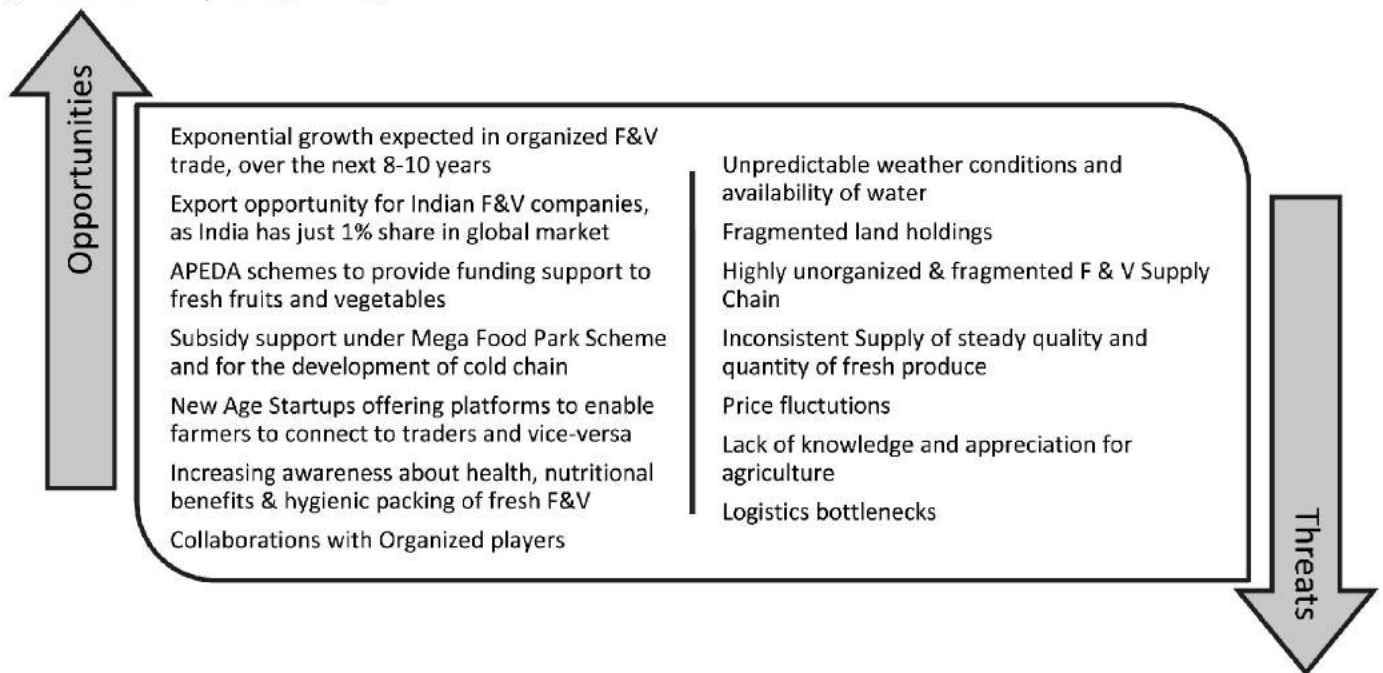 Opportunities
Exponential growth expected in organized F&V
trade, over the next 8-10 years
Export opportunity for Indian F&V companies,
as India has just 1% share in global market
APEDA schemes to provide funding support to
fresh fruits and vegetables
Subsidy support under Mega Food Park Scheme
and for the development of cold chain
New Age Startups offering platforms to enable
farmers to connect to traders and vice-versa
Increasing awareness about health, nutritional
benefits & hygienic packing of fresh F&V
Collaborations with Organized players
Unpredictable weather conditions and
availability of water
Fragmented land holdings
Highly unorganized & fragmented F & V Supply
Chain
Inconsistent Supply of steady quality and
quantity of fresh produce
Price fluctutions
Lack of knowledge and appreciation for
agriculture
Logistics bottlenecks
Threats